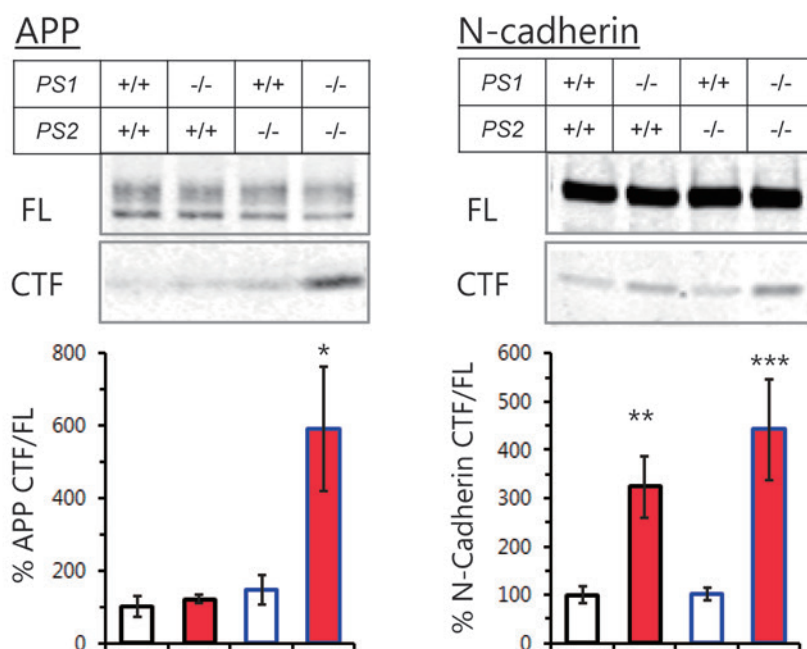 APP
PS1 +/+ -/- +/+ -/-
PS2 +/+ +/+ -/- -/-
FL
CTF
% APP CTF/FL
800
600
400
200
0
*
N-cadherin
PS1 +/+ -/- +/+ -/-
PS2 +/+ +/+ -/- -/-
FL
CTF
% N-Cadherin CTF/FL
600
500
400
300
200
100
0
**
***